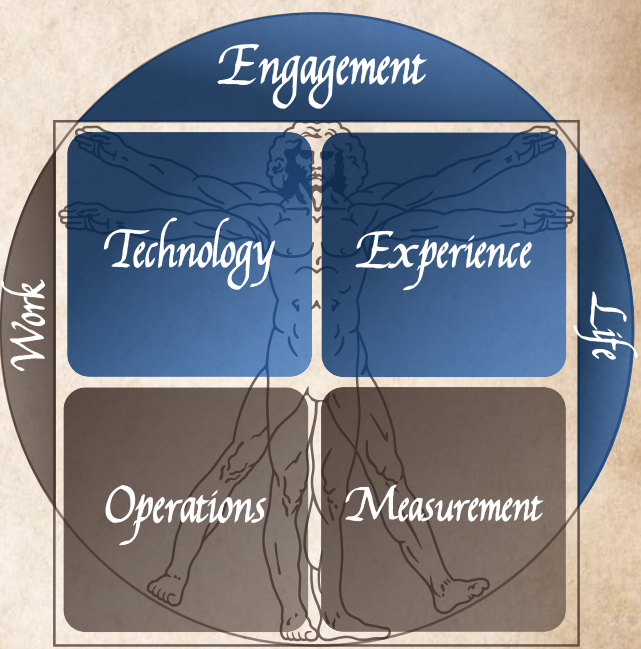 Engagement
Technology
Experience
Work
Life
Operations
Measurement